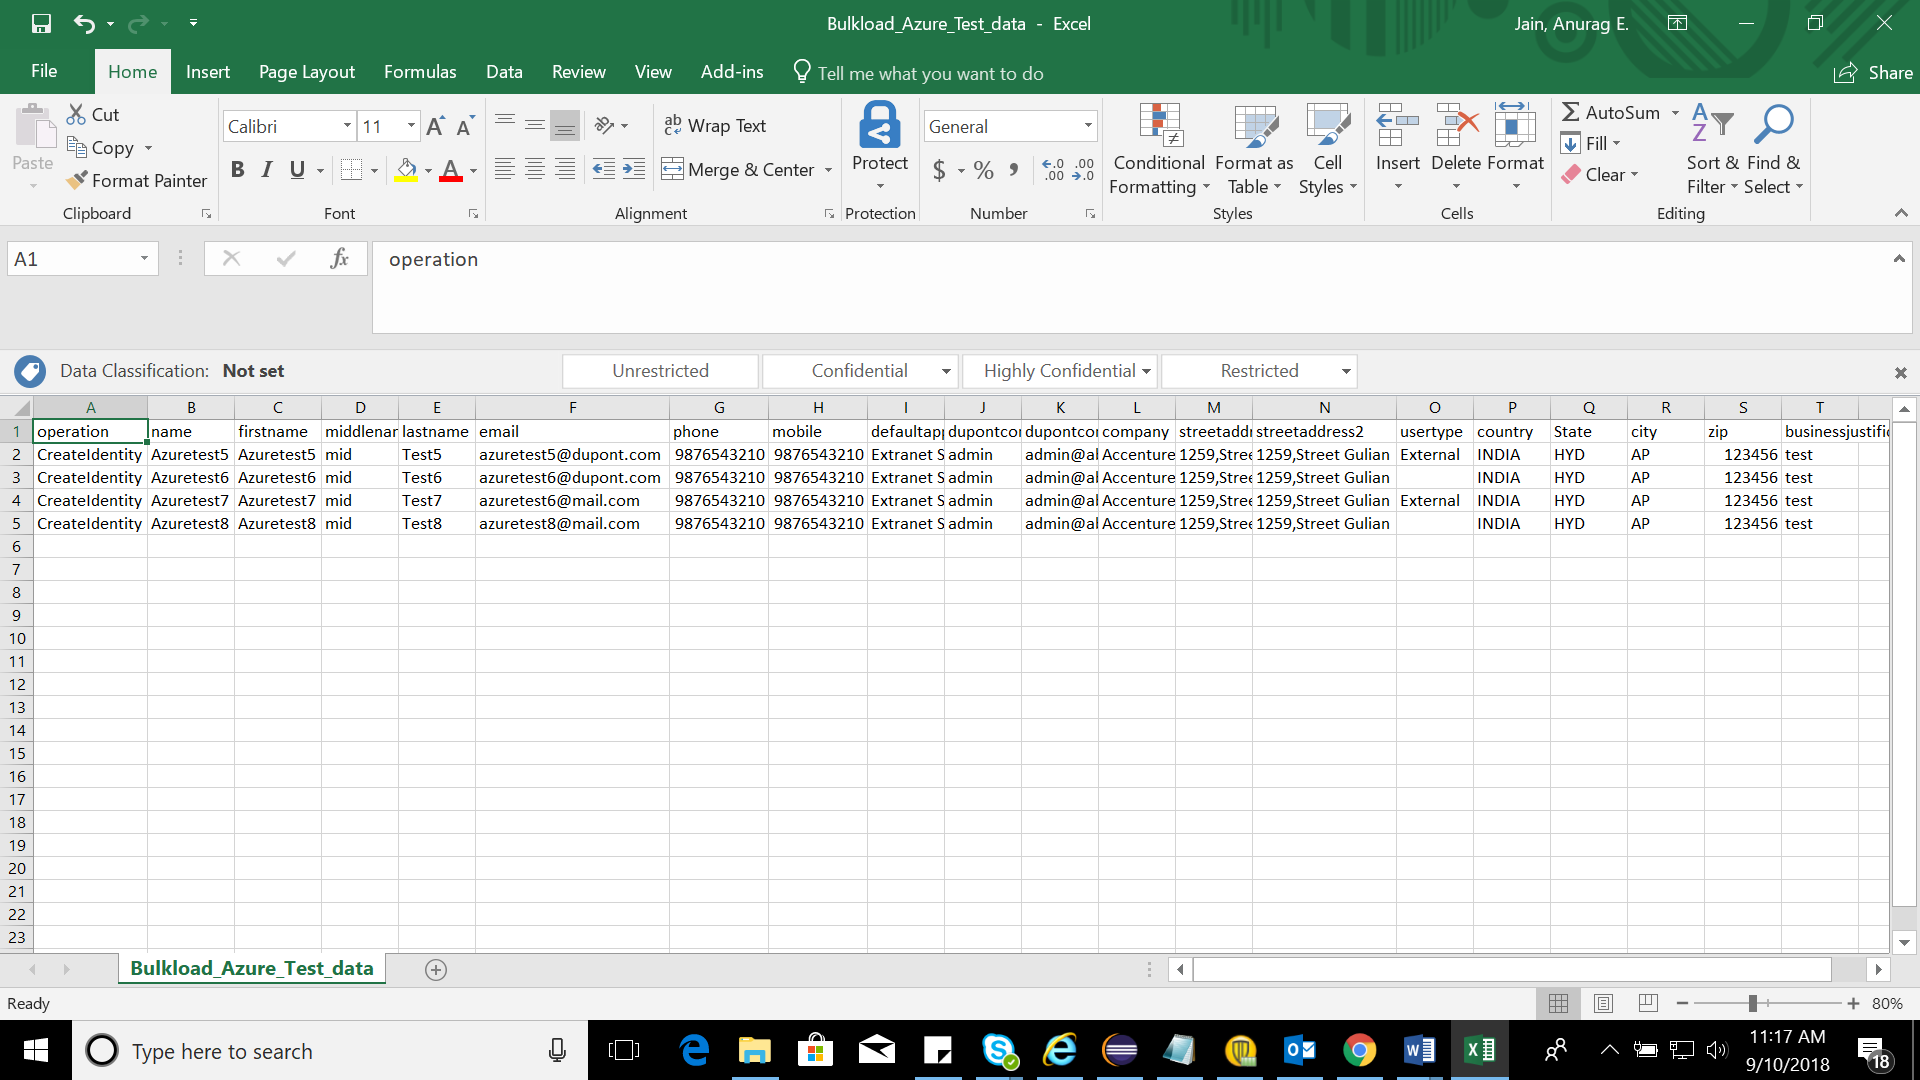 Bulkload_Azure_Test_data - Excel
Jain, Anurag E.
File Home Insert Page Layout Formulas Data Review View Add-ins Tell me what you want to do Share
Paste
Cut
Copy
Format Painter
Clipboard
Calibri 11
B I U
Font
Wrap Text
Merge & Center
Alignment
Protect
Protection
General
$ % ,
Number
Conditional Formatting
Format as Table
Cell Styles
Styles
Insert Delete Format
Cells
AutoSum
Fill
Clear
Sort & Filter
Find & Select
Editing
A1 fx operation
Data Classification: Not set Unrestricted Confidential Highly Confidential Restricted
A B C D E F G H I J K L M N O P Q R S T
1 operation name firstname middlenar lastname email phone mobile defaultapp dupontcor dupontcor company streetaddr streetaddress2 usertype country State city zip businessjustific
2 CreateIdentity Azuretest5 Azuretest5 mid Test5 azuretest5@dupont.com 9876543210 9876543210 Extranet S admin admin@al Accenture 1259,Stree 1259,Street Gulian External INDIA HYD AP 123456 test
3 CreateIdentity Azuretest6 Azuretest6 mid Test6 azuretest6@dupont.com 9876543210 9876543210 Extranet S admin admin@al Accenture 1259,Stree 1259,Street Gulian INDIA HYD AP 123456 test
4 CreateIdentity Azuretest7 Azuretest7 mid Test7 azuretest6@mail.com 9876543210 9876543210 Extranet S admin admin@al Accenture 1259,Stree 1259,Street Gulian External INDIA HYD AP 123456 test
5 CreateIdentity Azuretest8 Azuretest8 mid Test8 azuretest8@mail.com 9876543210 9876543210 Extranet S admin admin@al Accenture 1259,Stree 1259,Street Gulian INDIA HYD AP 123456 test
6
7
8
9
10
11
12
13
14
15
16
17
18
19
20
21
22
23
Bulkload_Azure_Test_data
Ready 80%
Type here to search
11:17 AM
9/10/2018
18